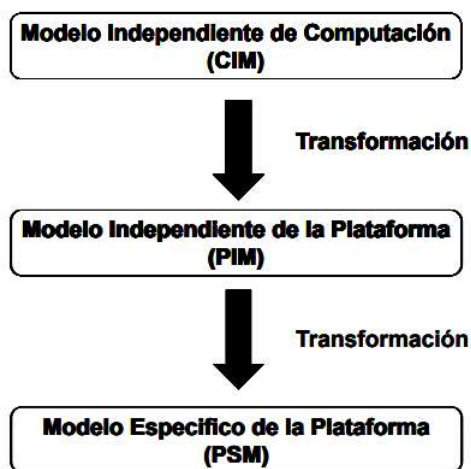 Modelo Independiente de Computación
(CIM)
Transformación
Modelo Independiente de la Plataforma
(PIM)
Transformación
Modelo Especifico de la Plataforma
(PSM)